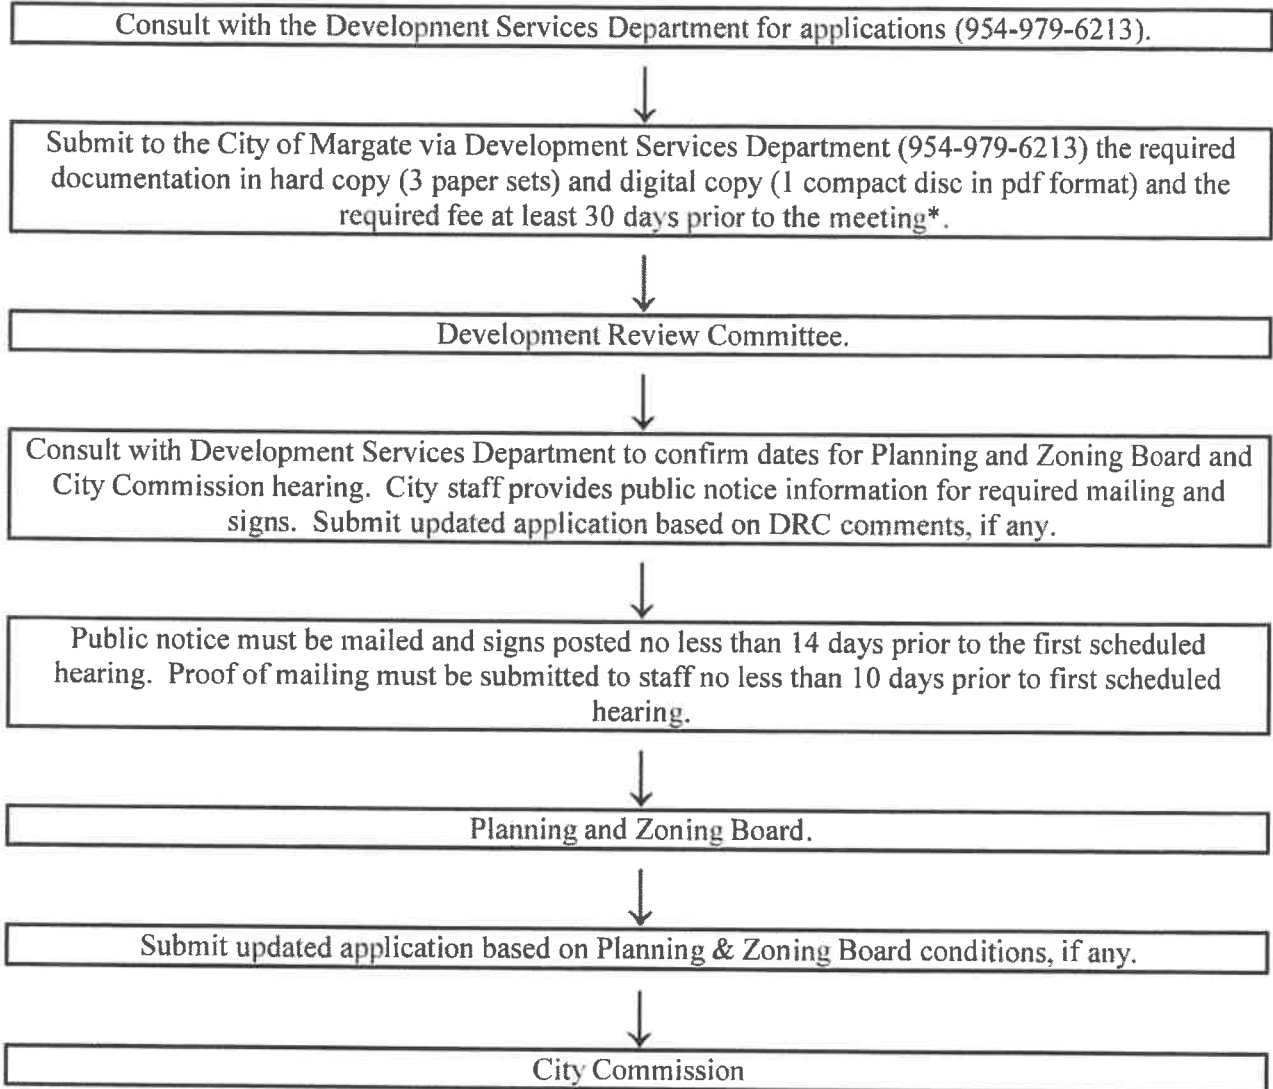 Consult with the Development Services Department for applications (954-979-6213).
Submit to the City of Margate via Development Services Department (954-979-6213) the required
documentation in hard copy (3 paper sets) and digital copy (1 compact disc in pdf format) and the
required fee at least 30 days prior to the meeting*.
Development Review Committee.
Consult with Development Services Department to confirm dates for Planning and Zoning Board and
City Commission hearing. City staff provides public notice information for required mailing and
signs. Submit updated application based on DRC comments, if any.
Public notice must be mailed and signs posted no less than 14 days prior to the first scheduled
hearing. Proof of mailing must be submitted to staff no less than 10 days prior to first scheduled
hearing.
Planning and Zoning Board.
Submit updated application based on Planning & Zoning Board conditions, if any.
City Commission